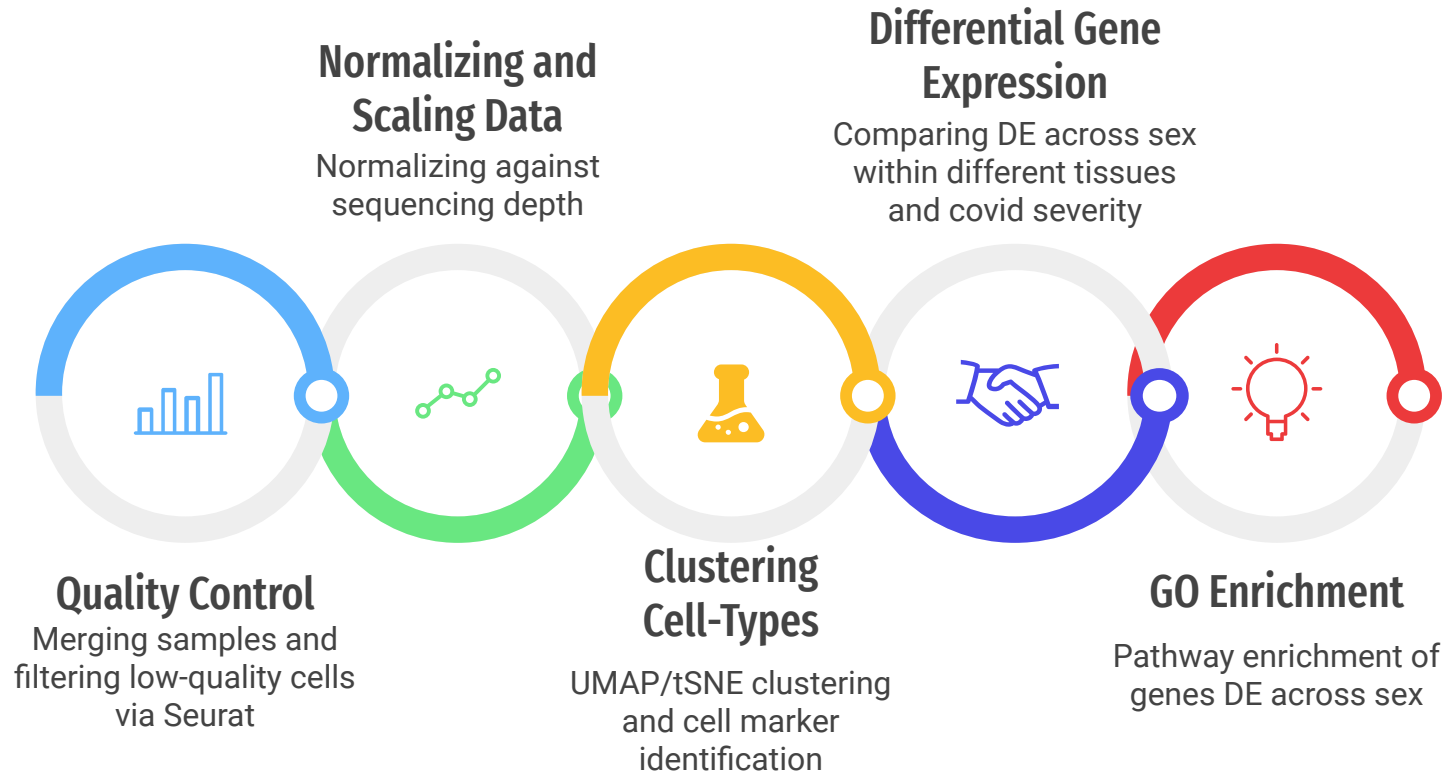 Quality Control
Merging samples and
filtering low-quality cells
via Seurat
Normalizing and
Scaling Data
Normalizing against
sequencing depth
Clustering
Cell-Types
UMAP/tSNE clustering
and cell marker
identification
Differential Gene
Expression
Comparing DE across sex
within different tissues
and covid severity
GO Enrichment
Pathway enrichment of
genes DE across sex